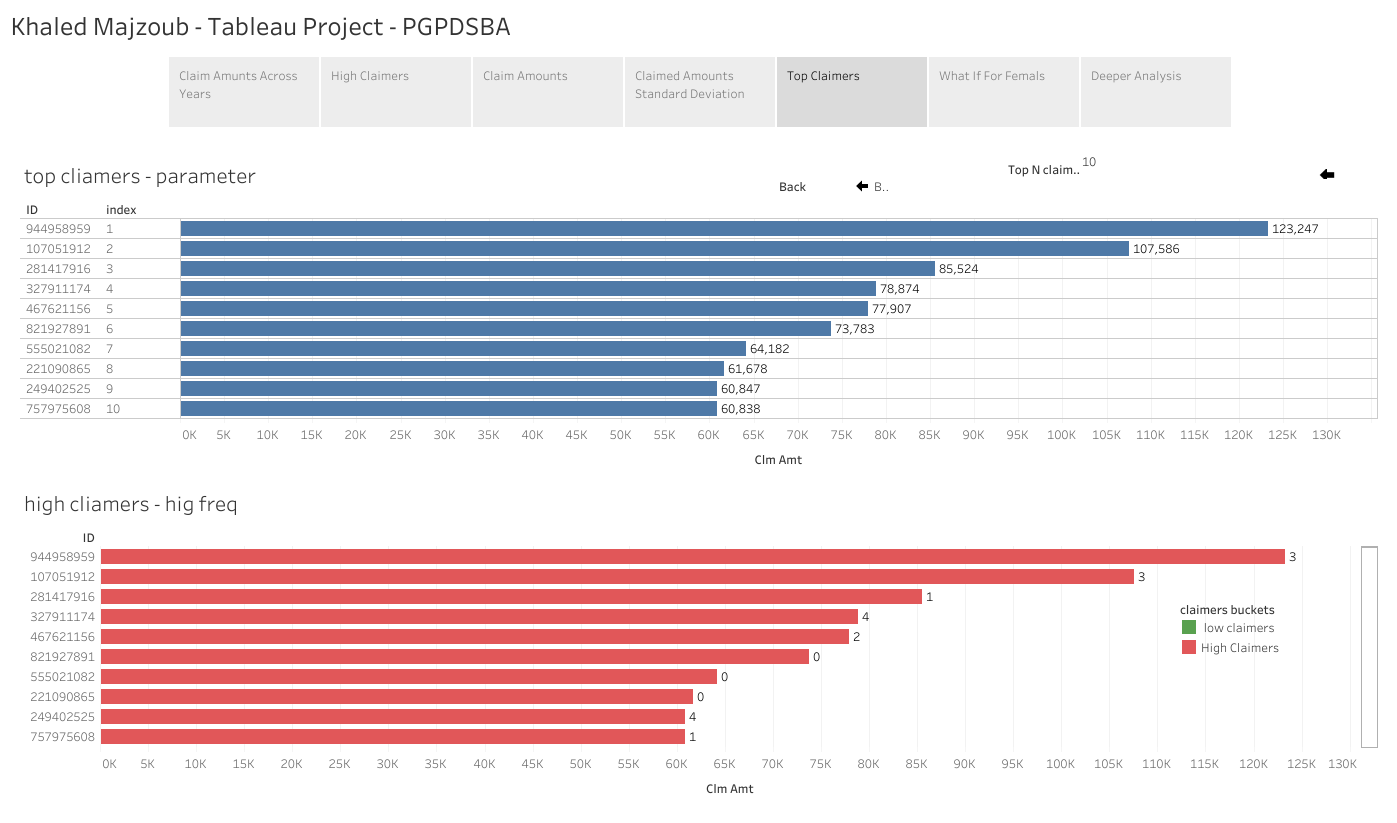 Khaled Majzoub - Tableau Project - PGPDSBA
Claim Amunts Across
Years
High Claimers
Claim Amounts
Claimed Amounts
Standard Deviation
Top Claimers
What If For Femals
Deeper Analysis
top cliamers - parameter
Back
B..
Top N claim.. 10
ID index
944958959 1 123,247
107051912 2 107,586
281417916 3 85,524
327911174 4 78,874
467621156 5 77,907
821927891 6 73,783
555021082 7 64,182
221090865 8 61,678
249402525 9 60,847
757975608 10 60,838
0K 5K 10K 15K 20K 25K 30K 35K 40K 45K 50K 55K 60K 65K 70K 75K 80K 85K 90K 95K 100K 105K 110K 115K 120K 125K 130K
Clm Amt
high cliamers - hig freq
ID
944958959 3
107051912 3
281417916 1
327911174 4
467621156 2
821927891 0
555021082 0
221090865 0
249402525 4
757975608 1
claimers buckets
low claimers
High Claimers
0K 5K 10K 15K 20K 25K 30K 35K 40K 45K 50K 55K 60K 65K 70K 75K 80K 85K 90K 95K 100K 105K 110K 115K 120K 125K 130K
Clm Amt